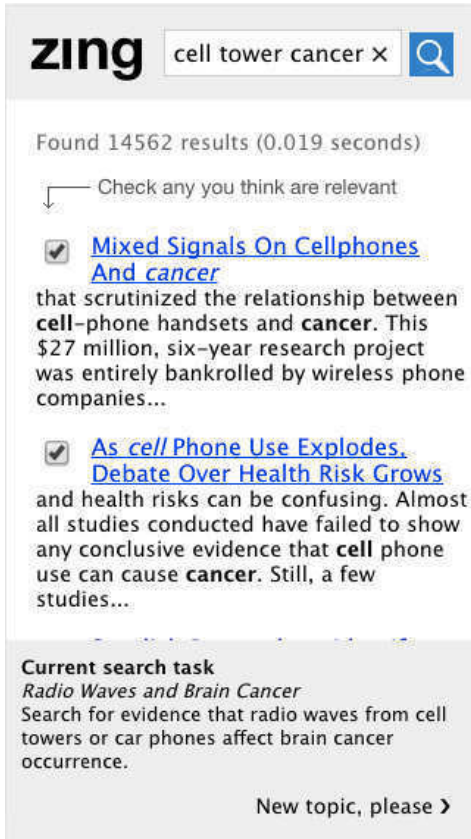 zing
cell tower cancer ×
Found 14562 results (0.019 seconds)
Check any you think are relevant
Mixed Signals On Cellphones
And cancer
that scrutinized the relationship between
cell-phone handsets and cancer. This
$27 million, six-year research project
was entirely bankrolled by wireless phone
companies...
As cell Phone Use Explodes,
Debate Over Health Risk Grows
and health risks can be confusing. Almost
all studies conducted have failed to show
any conclusive evidence that cell phone
use can cause cancer. Still, a few
studies...
Current search task
Radio Waves and Brain Cancer
Search for evidence that radio waves from cell
towers or car phones affect brain cancer
occurrence.
New topic, please ❯